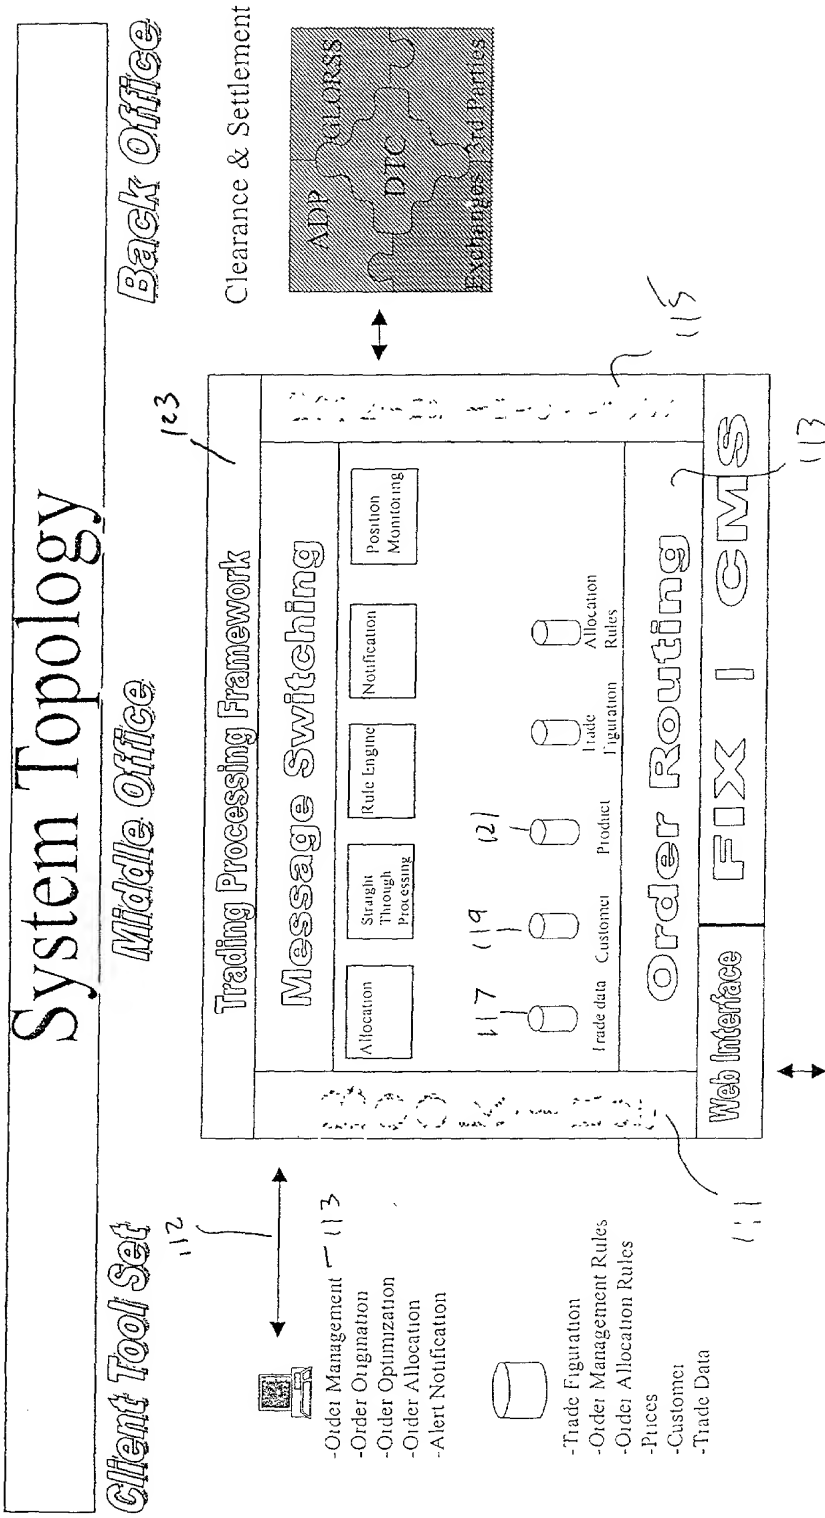 System Topology
Client Tool Set
Middle Office
Back Office
112
-Order Management
113
-Order Origination
-Order Optimization
-Order Allocation
-Alert Notification
-Trade Figuration
-Order Management Rules
-Order Allocation Rules
-Prices
-Customer
-Trade Data
111
123
Trading Processing Framework
Message Switching
Allocation
Straight
Through
Processing
Rule Engine
Notification
Position
Monitoring
117
119
121
Trade data
Customer
Product
Trade
Figuration
Allocation
Rules
Order Routing
Web Interface
FIX | CMS
115
113
Clearance & Settlement
ADP
GLORSS
DTC
Exchanges
3rd Parties